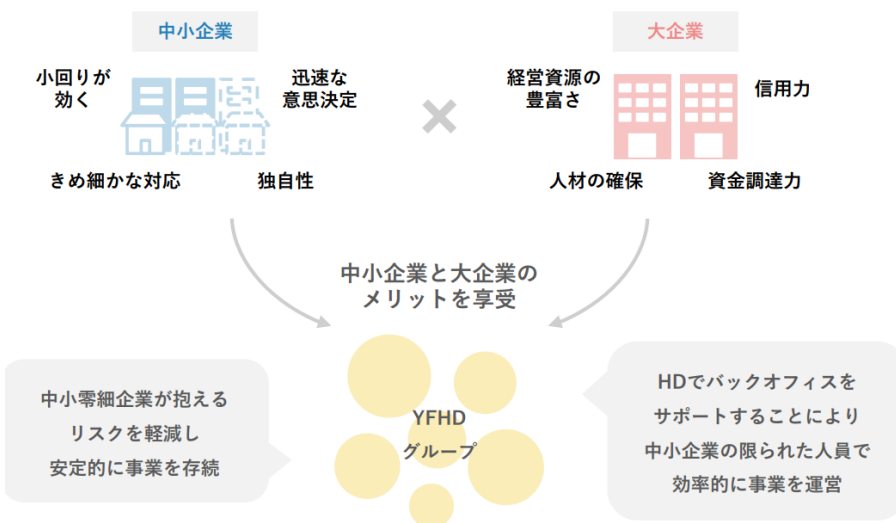 中小企業
大企業
小回りが
効く
迅速な
意思決定
きめ細かな対応
独自性
経営資源の
豊富さ
信用力
人材の確保
資金調達力
中小企業と大企業の
メリットを享受
中小零細企業が抱える
リスクを軽減し
安定的に事業を存続
YFHD
グループ
HDでバックオフィスを
サポートすることにより
中小企業の限られた人員で
効率的に事業を運営